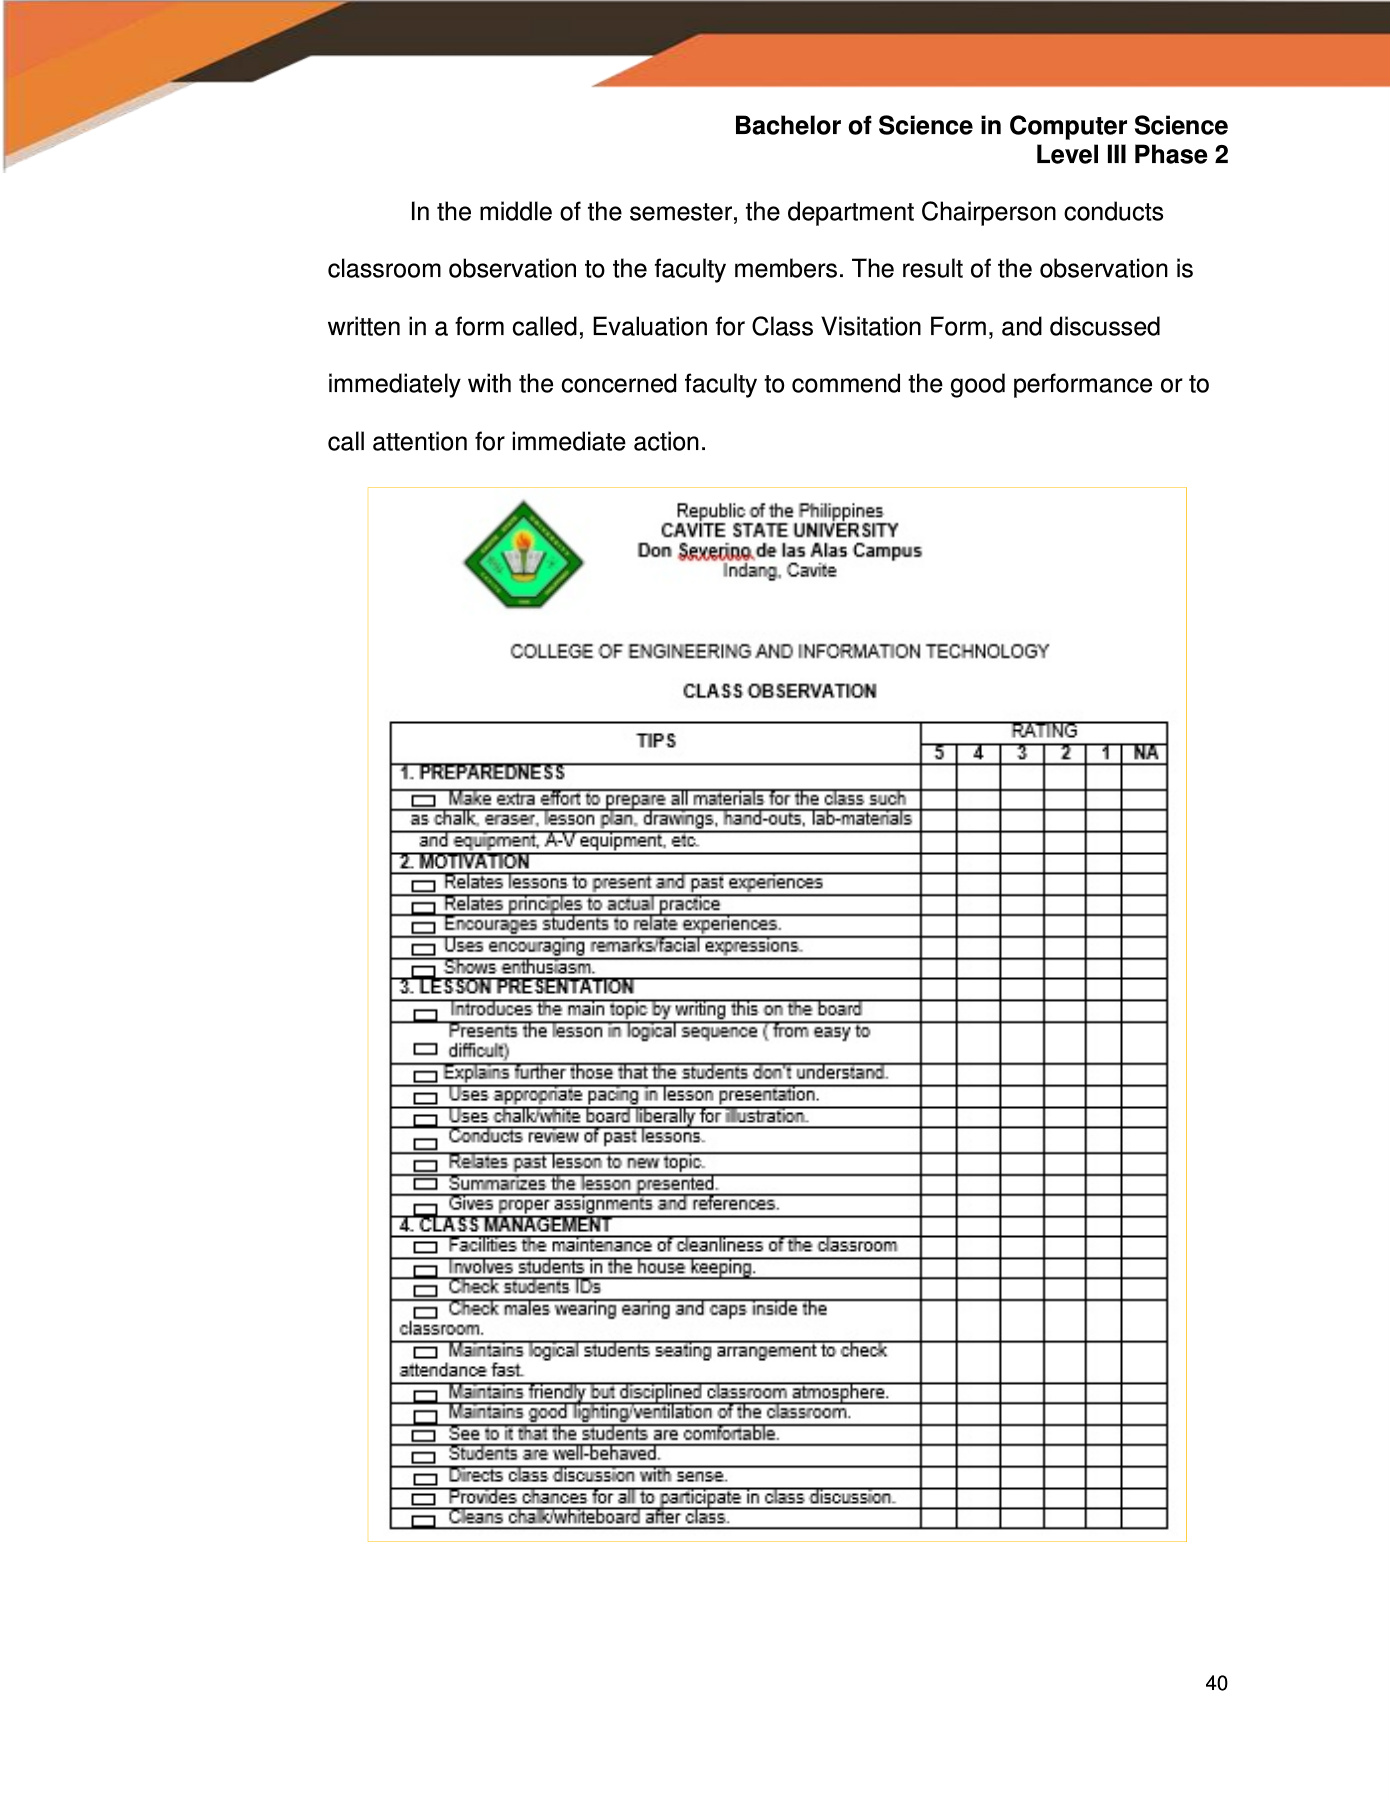 Bachelor of Science in Computer Science
Level III Phase 2
In the middle of the semester, the department Chairperson conducts
classroom observation to the faculty members. The result of the observation is
written in a form called, Evaluation for Class Visitation Form, and discussed
immediately with the concerned faculty to commend the good performance or to
call attention for immediate action.
Republic of the Philippines
CAVITE STATE UNIVERSITY
Don Severino de las Alas Campus
Indang, Cavite
COLLEGE OF ENGINEERING AND INFORMATION TECHNOLOGY
CLASS OBSERVATION
TIPS
RATING
5 4 3 2 1 NA
1. PREPAREDNESS
Make extra effort to prepare all materials for the class such
as chalk, eraser, lesson plan, drawings, hand-outs, lab-materials
and equipment, A-V equipment, etc.
2. MOTIVATION
Relates lessons to present and past experiences
Relates principles to actual practice
Encourages students to relate experiences.
Uses encouraging remarks/facial expressions.
Shows enthusiasm.
3. LESSON PRESENTATION
Introduces the main topic by writing this on the board
Presents the lesson in logical sequence ( from easy to
difficult)
Explains further those that the students don't understand.
Uses appropriate pacing in lesson presentation.
Uses chalk/white board liberally for illustration.
Conducts review of past lessons.
Relates past lesson to new topic.
Summarizes the lesson presented.
Gives proper assignments and references.
4. CLASS MANAGEMENT
Facilities the maintenance of cleanliness of the classroom
Involves students in the house keeping.
Check students IDs
Check males wearing earing and caps inside the
classroom.
Maintains logical students seating arrangement to check
attendance fast.
Maintains friendly but disciplined classroom atmosphere.
Maintains good lighting/ventilation of the classroom.
See to it that the students are comfortable.
Students are well-behaved.
Directs class discussion with sense.
Provides chances for all to participate in class discussion.
Cleans chalk/whiteboard after class.
40